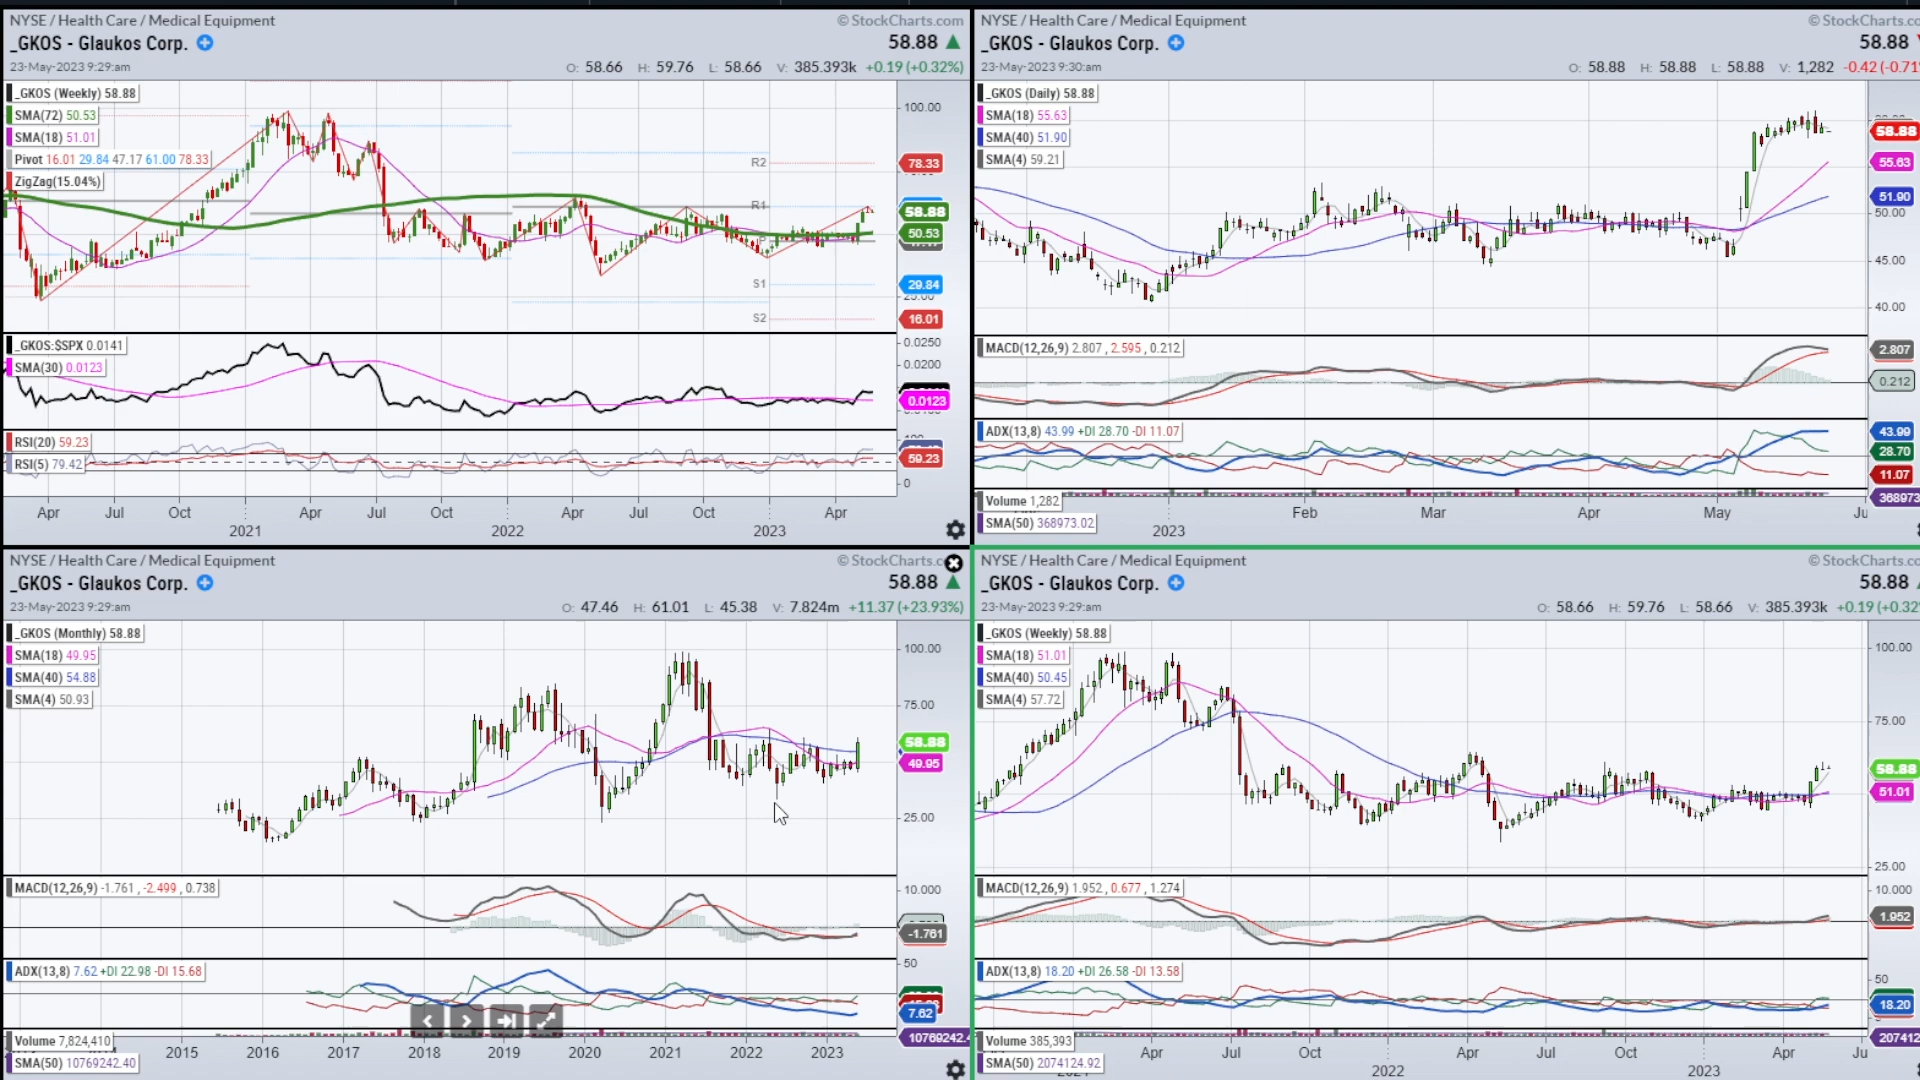 NYSE / Health Care / Medical Equipment © StockCharts.com
_GKOS - Glaukos Corp. 58.88
23-May-2023 9:29:am O: 58.66 H: 59.76 L: 58.66 V: 385.393k +0.19 (+0.32%)
_GKOS (Weekly) 58.88
SMA(72) 50.53
SMA(18) 51.01
Pivot 16.01 29.84 47.17 61.00 78.33
ZigZag(15.04%)
100.00
R2
78.33
R1
58.88
50.53
P
S1
29.84
25.00
S2
16.01
_GKOS:$SPX 0.0141
SMA(30) 0.0123
0.0250
0.0200
0.0123
RSI(20) 59.23
RSI(5) 79.42
59.23
0
Apr Jul Oct Apr Jul Oct Apr Jul Oct Apr
2021 2022 2023
NYSE / Health Care / Medical Equipment © StockCharts.c
_GKOS - Glaukos Corp. 58.88
23-May-2023 9:30:am O: 58.88 H: 58.88 L: 58.88 V: 1,282 -0.42 (-0.71
_GKOS (Daily) 58.88
SMA(18) 55.63
SMA(40) 51.90
SMA(4) 59.21
58.88
55.63
51.90
50.00
45.00
40.00
MACD(12,26,9) 2.807 , 2.595 , 0.212
2.807
0.212
ADX(13,8) 43.99 +DI 28.70 -DI 11.07
43.99
28.70
11.07
Volume 1,282
SMA(50) 368973.02
368973
Feb Mar Apr May Ju
2023
NYSE / Health Care / Medical Equipment © StockCharts.c
_GKOS - Glaukos Corp. 58.88
23-May-2023 9:29:am O: 47.46 H: 61.01 L: 45.38 V: 7.824m +11.37 (+23.93%)
_GKOS (Monthly) 58.88
SMA(18) 49.95
SMA(40) 54.88
SMA(4) 50.93
100.00
75.00
58.88
49.95
25.00
MACD(12,26,9) -1.761 , -2.499 , 0.738
10.000
-1.761
ADX(13,8) 7.62 +DI 22.98 -DI 15.68
50
7.62
Volume 7,824,410
SMA(50) 10769242.40
10769242.4
2015 2016 2017 2018 2019 2020 2021 2022 2023
NYSE / Health Care / Medical Equipment © StockCharts.c
_GKOS - Glaukos Corp. 58.88
23-May-2023 9:29:am O: 58.66 H: 59.76 L: 58.66 V: 385.393k +0.19 (+0.32
_GKOS (Weekly) 58.88
SMA(18) 51.01
SMA(40) 50.45
SMA(4) 57.72
100.00
75.00
58.88
51.01
25.00
MACD(12,26,9) 1.952 , 0.677 , 1.274
10.000
1.952
ADX(13,8) 18.20 +DI 26.58 -DI 13.58
50
18.20
Volume 385,393
SMA(50) 2074124.92
207412
Apr Jul Oct Apr Jul Oct Apr Ju
2022 2023